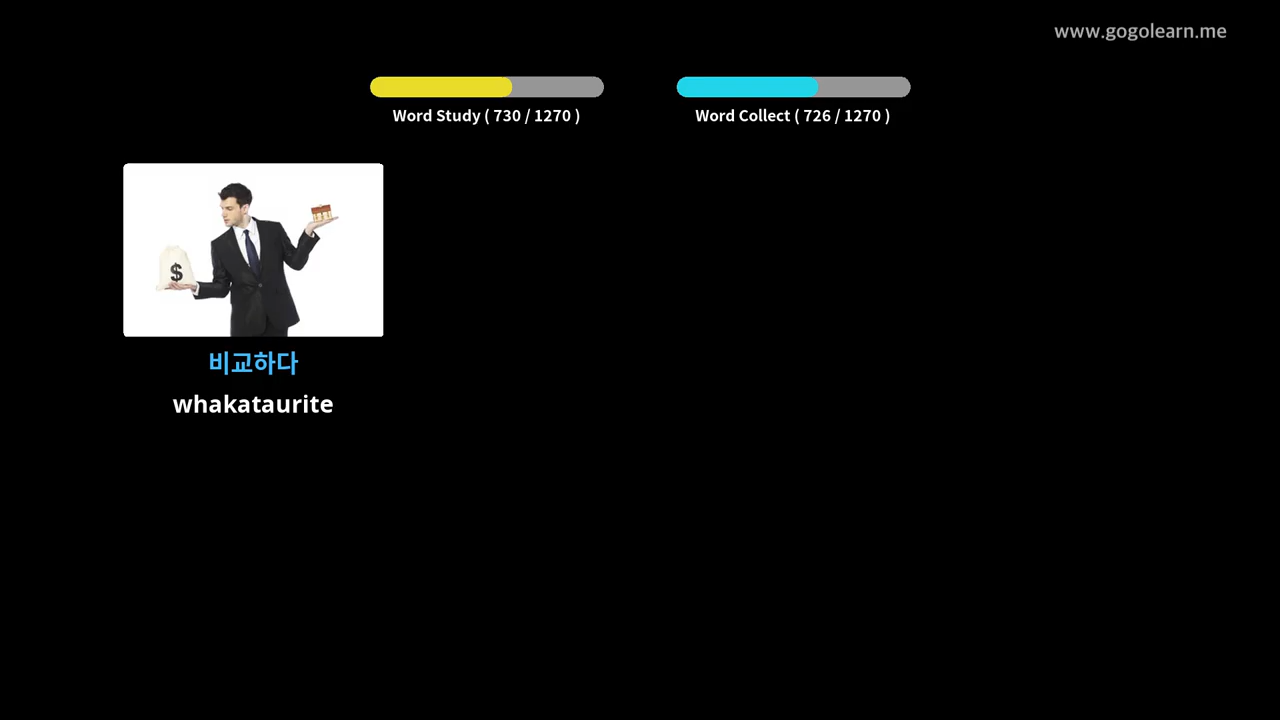 www.gogolearn.me
Word Study ( 730 / 1270 )
Word Collect ( 726 / 1270 )
$
비교하다
whakataurite